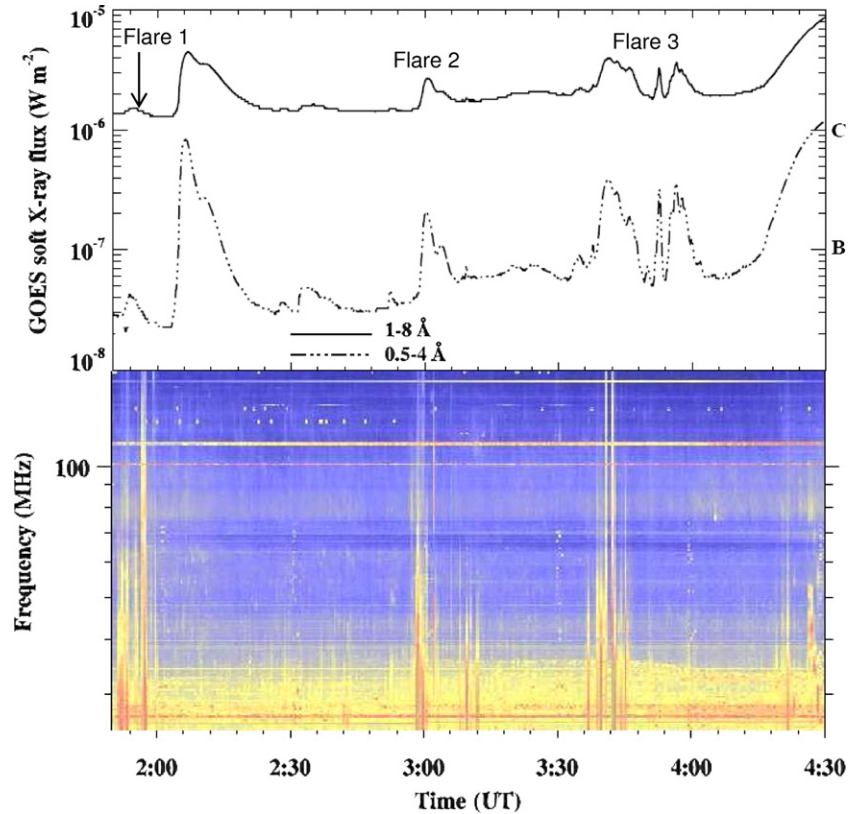 GOES soft X-ray flux (W m⁻²)
10⁻⁵
10⁻⁶
10⁻⁷
10⁻⁸
Flare 1
Flare 2
Flare 3
C
B
1-8 Å
0.5-4 Å
Frequency (MHz)
100
2:00 2:30 3:00 3:30 4:00 4:30
Time (UT)